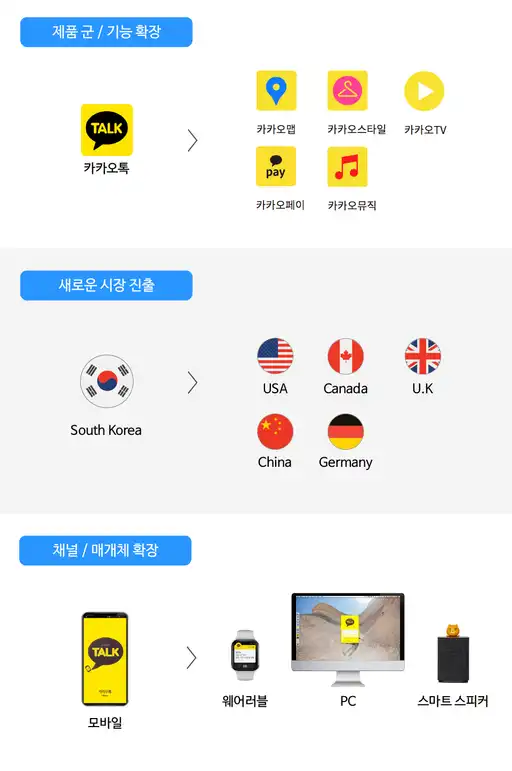 제품 군 / 기능 확장
TALK
카카오톡
카카오맵
카카오스타일
카카오TV
pay
카카오페이
카카오뮤직
새로운 시장 진출
South Korea
USA
Canada
U.K
China
Germany
채널 / 매개체 확장
TALK
모바일
웨어러블
PC
스마트 스피커